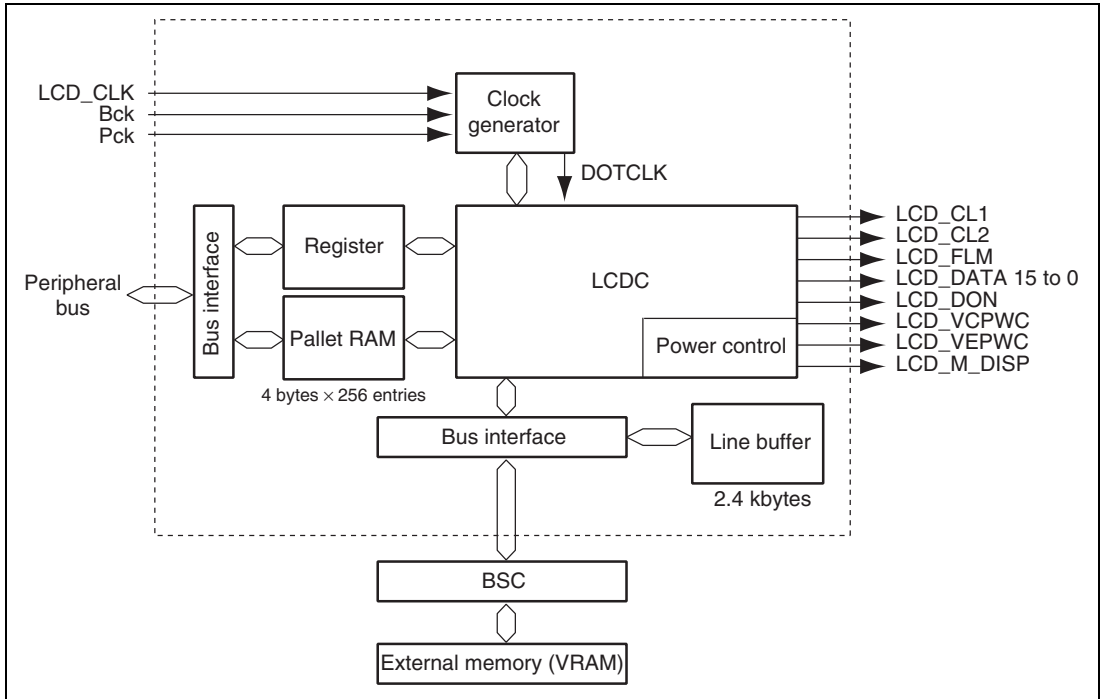 LCD_CLK
Bck
Pck
Clock
generator
DOTCLK
Peripheral
bus
Bus interface
Register
Pallet RAM
4 bytes × 256 entries
LCDC
Power control
LCD_CL1
LCD_CL2
LCD_FLM
LCD_DATA 15 to 0
LCD_DON
LCD_VCPWC
LCD_VEPWC
LCD_M_DISP
Bus interface
Line buffer
2.4 kbytes
BSC
External memory (VRAM)